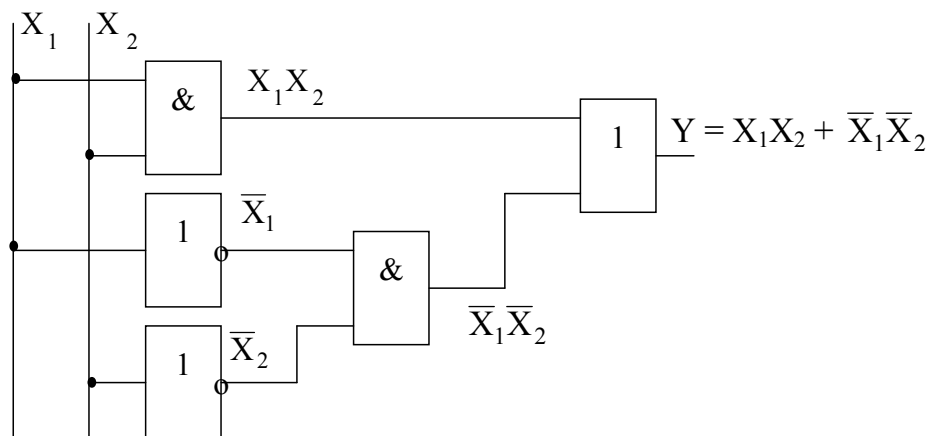 X₁ X₂
&
X₁X₂
1
Y = X₁X₂ + X̅₁X̅₂
1
X̅₁
&
X̅₁X̅₂
1
X̅₂